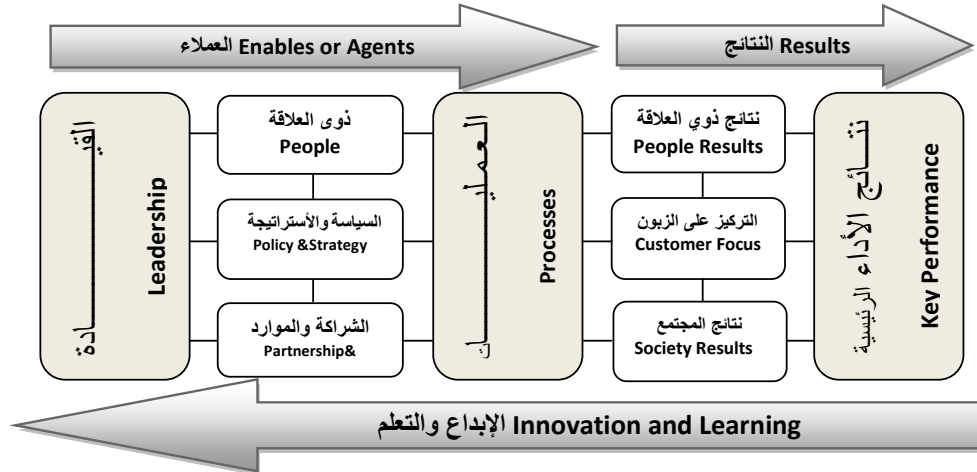 العملاء Enables or Agents
النتائج Results
القيـــادة
Leadership
ذوى العلاقة
People
السياسة والأستراتيجة
Policy &Strategy
الشراكة والموارد
Partnership&
العمليـــات
Processes
نتائج ذوي العلاقة
People Results
التركيز على الزبون
Customer Focus
نتائج المجتمع
Society Results
نتـــائج الأداء الرئيسية
Key Performance
الإبداع والتعلم Innovation and Learning